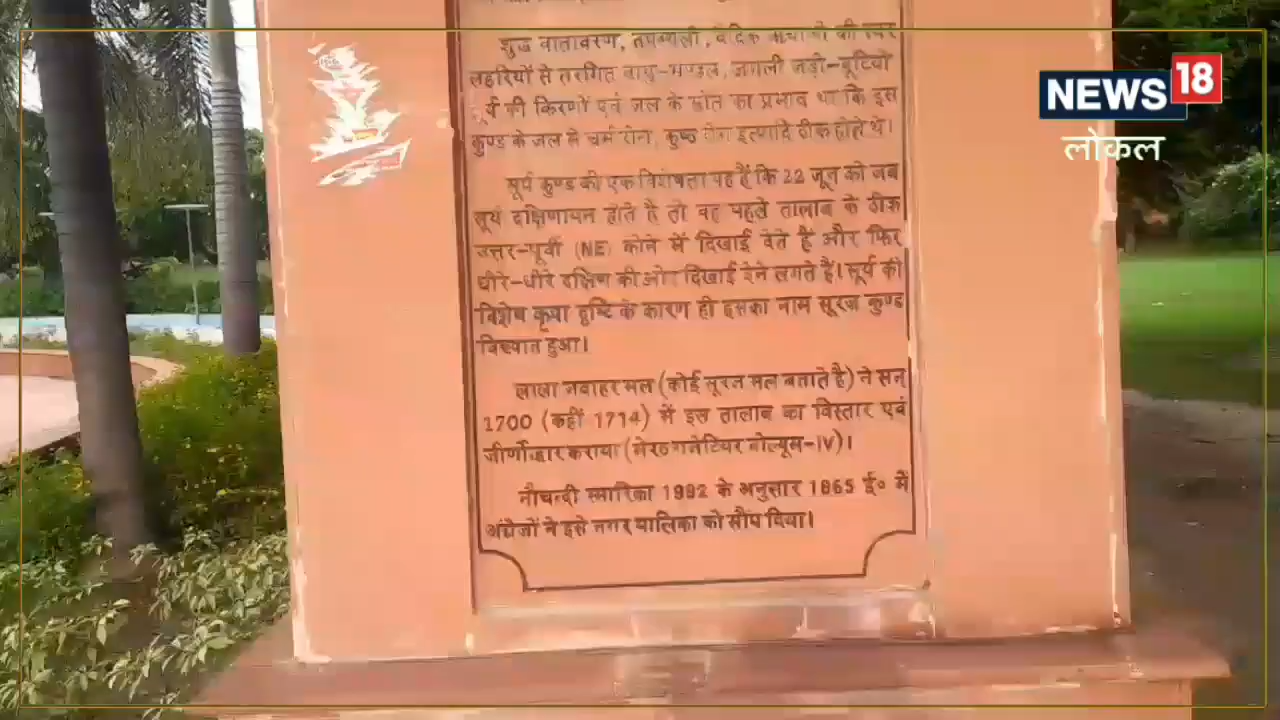 शुद्ध वातावरण, तपस्थली, वैदिक ऋचाओं की स्वर
लहरियों से तरंगित वायु-मण्डल, जंगली जड़ी-बूटियों
सूर्य की किरणों एवं जल के स्रोत का प्रभाव था कि इस
कुण्ड के जल से चर्म रोग, कुष्ठ रोग इत्यादि ठीक होते थे।
सूर्य कुण्ड की एक विशेषता यह है कि 22 जून को जब
सूर्य दक्षिणायन होते है तो वह पहले तालाब के ठीक
उत्तर-पूर्वी (NE) कोने में दिखाई देते हैं और फिर
धीरे-धीरे दक्षिण की ओर दिखाई देने लगते हैं। सूर्य की
विशेष कृपा दृष्टि के कारण ही इसका नाम सूरज कुण्ड
विख्यात हुआ।
लाला जवाहर मल (कोई सूरज मल बताते है) ने सन्
1700 (कहीं 1714) में इस तालाब का विस्तार एवं
जीर्णोद्धार कराया (मेरठ गजेटियर वोल्यूम-IV)।
नौचन्दी स्मारिका 1992 के अनुसार 1865 ई० में
अंग्रेजों ने इसे नगर पालिका को सौंप दिया।
NEWS 18
लोकल